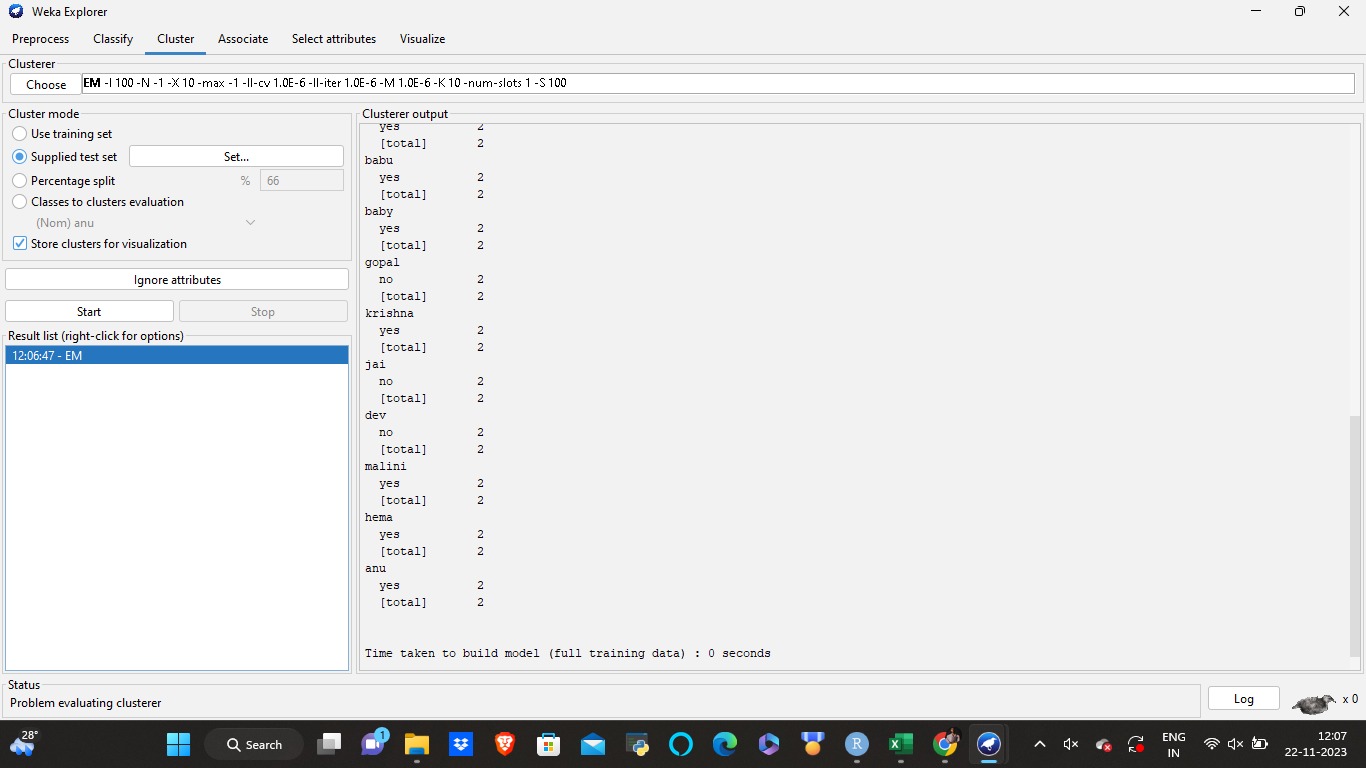 Weka Explorer
Preprocess Classify Cluster Associate Select attributes Visualize
Clusterer
Choose EM -I 100 -N -1 -X 10 -max -1 -ll-cv 1.0E-6 -ll-iter 1.0E-6 -M 1.0E-6 -K 10 -num-slots 1 -S 100
Cluster mode
Use training set
Supplied test set Set...
Percentage split % 66
Classes to clusters evaluation
(Nom) anu
Store clusters for visualization
Ignore attributes
Start Stop
Result list (right-click for options)
12:06:47 - EM
Clusterer output
yes 2
[total] 2
babu
yes 2
[total] 2
baby
yes 2
[total] 2
gopal
no 2
[total] 2
krishna
yes 2
[total] 2
jai
no 2
[total] 2
dev
no 2
[total] 2
malini
yes 2
[total] 2
hema
yes 2
[total] 2
anu
yes 2
[total] 2
Time taken to build model (full training data) : 0 seconds
Status
Problem evaluating clusterer
Log x 0
28°
Search
1
R
ENG
IN
12:07
22-11-2023